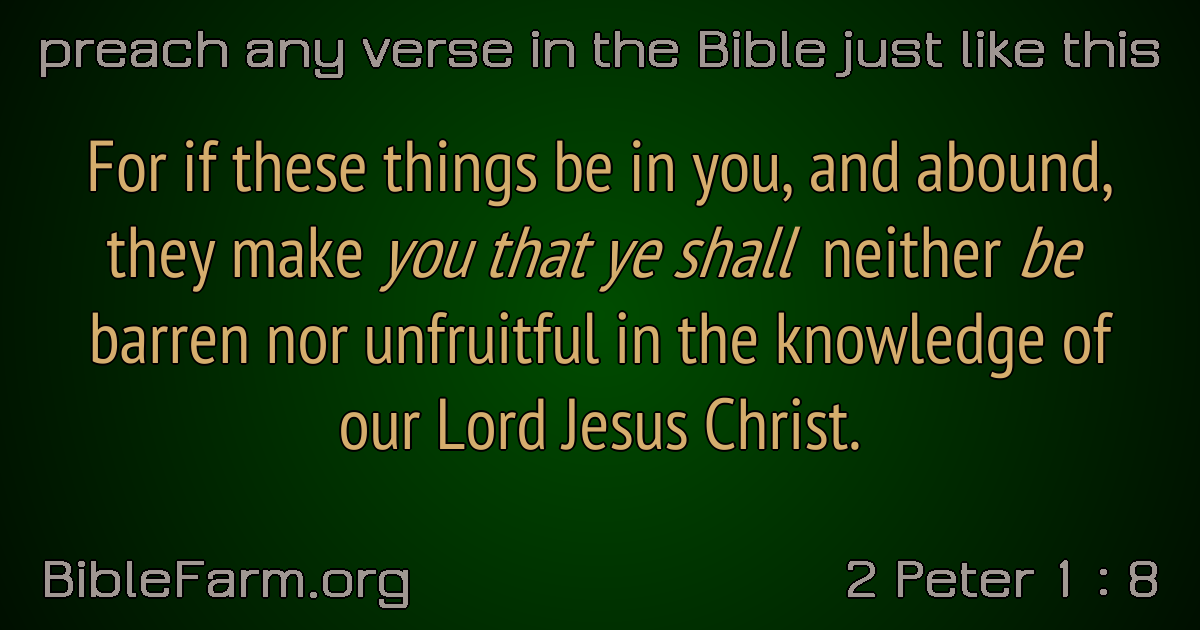 preach any verse in the Bible just like this
For if these things be in you, and abound,
they make you that ye shall neither be
barren nor unfruitful in the knowledge of
our Lord Jesus Christ.
BibleFarm.org
2 Peter 1 : 8